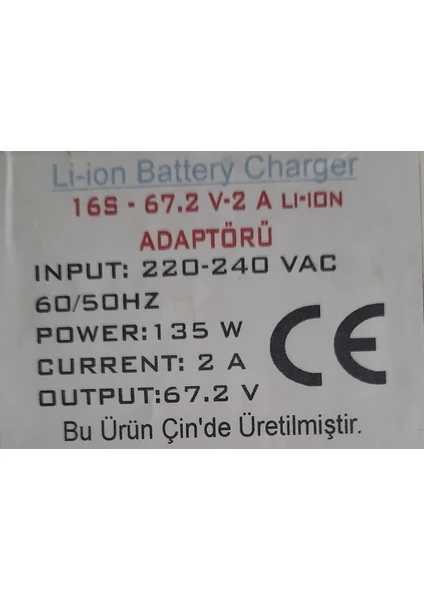 Li-ion Battery Charger
16S - 67.2 V-2 A LI-ION
ADAPTÖRÜ
INPUT: 220-240 VAC
60/50HZ
POWER:135 W
CURRENT: 2 A
OUTPUT:67.2 V
CE
Bu Ürün Çin'de Üretilmiştir.